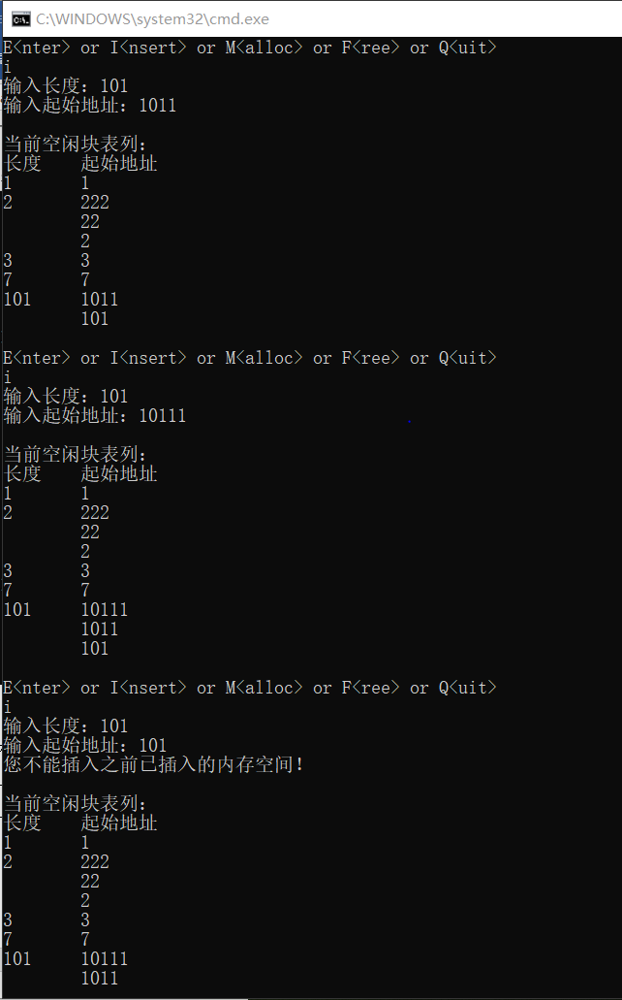 C:\WINDOWS\system32\cmd.exe
E<nter> or I<nsert> or M<alloc> or F<ree> or Q<uit>
i
输入长度：101
输入起始地址：1011
当前空闲块表列：
长度 起始地址
1 1
2 222
22
2
3 3
7 7
101 1011
101
E<nter> or I<nsert> or M<alloc> or F<ree> or Q<uit>
i
输入长度：101
输入起始地址：10111
当前空闲块表列：
长度 起始地址
1 1
2 222
22
2
3 3
7 7
101 10111
1011
101
E<nter> or I<nsert> or M<alloc> or F<ree> or Q<uit>
i
输入长度：101
输入起始地址：101
您不能插入之前已插入的内存空间！
当前空闲块表列：
长度 起始地址
1 1
2 222
22
2
3 3
7 7
101 10111
1011